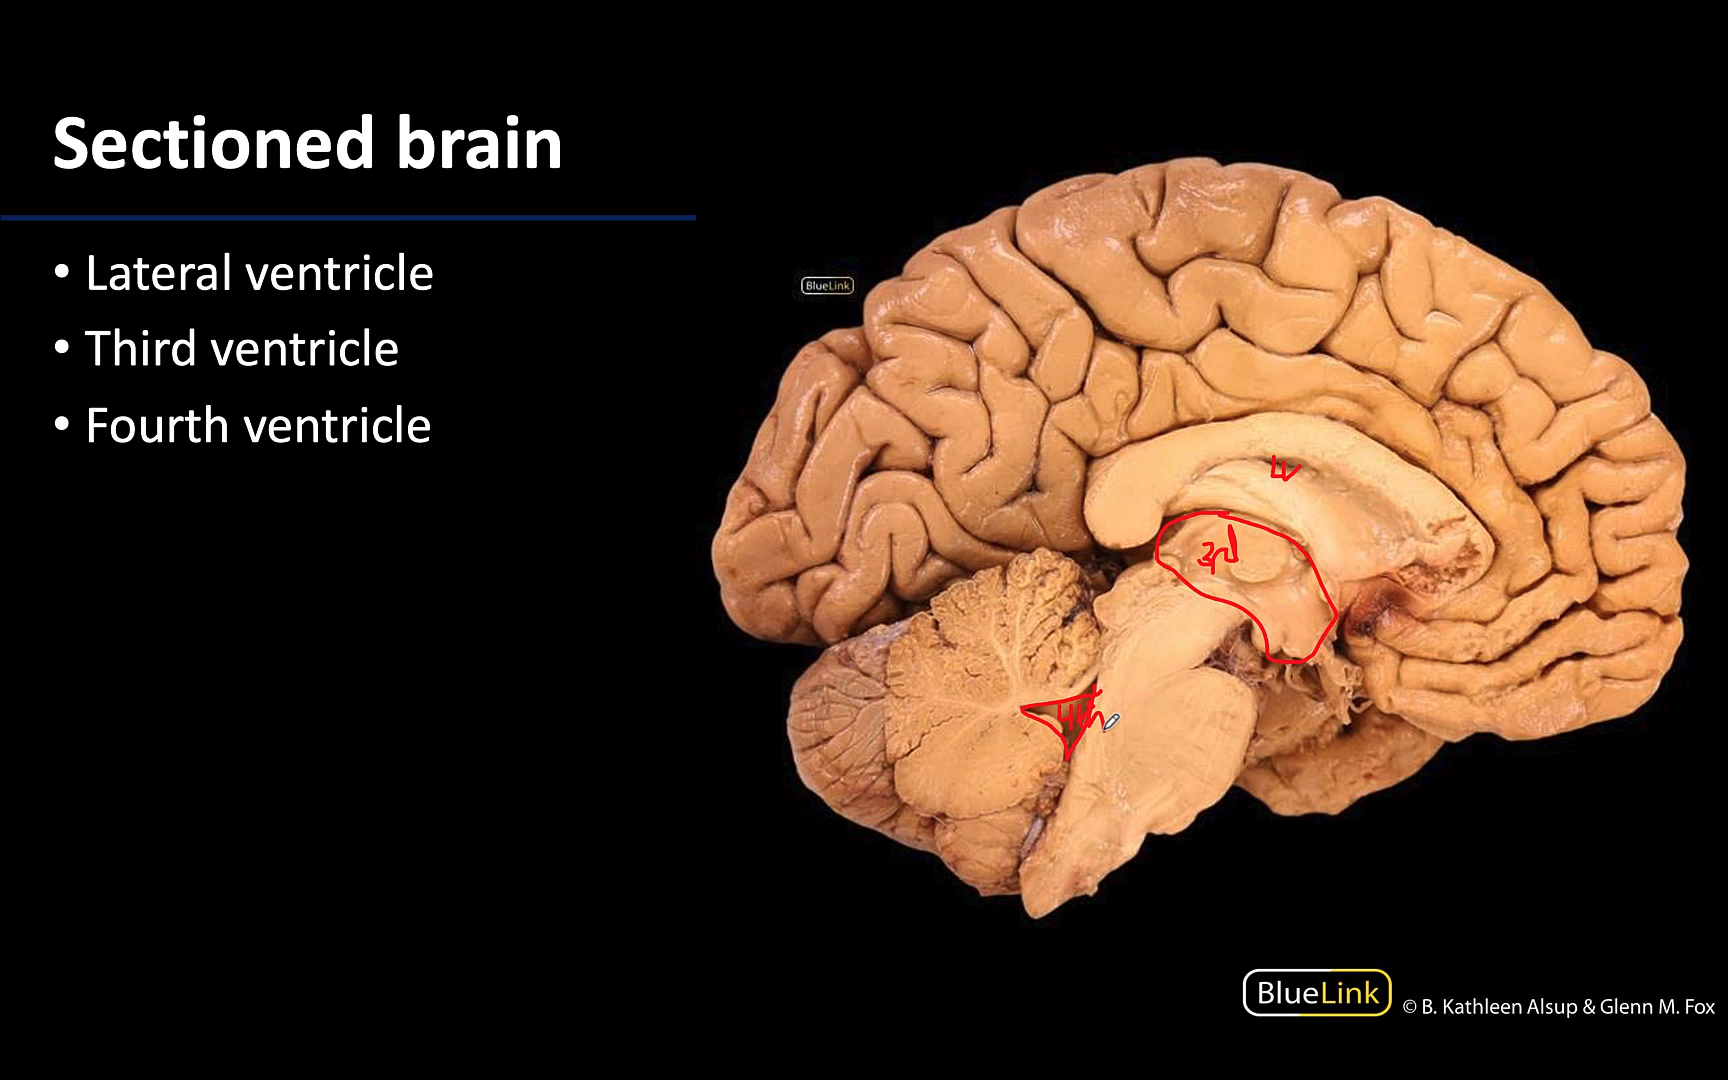 Sectioned brain
• Lateral ventricle
• Third ventricle
• Fourth ventricle
BlueLink
LV
3rd
4th
BlueLink
© B. Kathleen Alsup & Glenn M. Fox